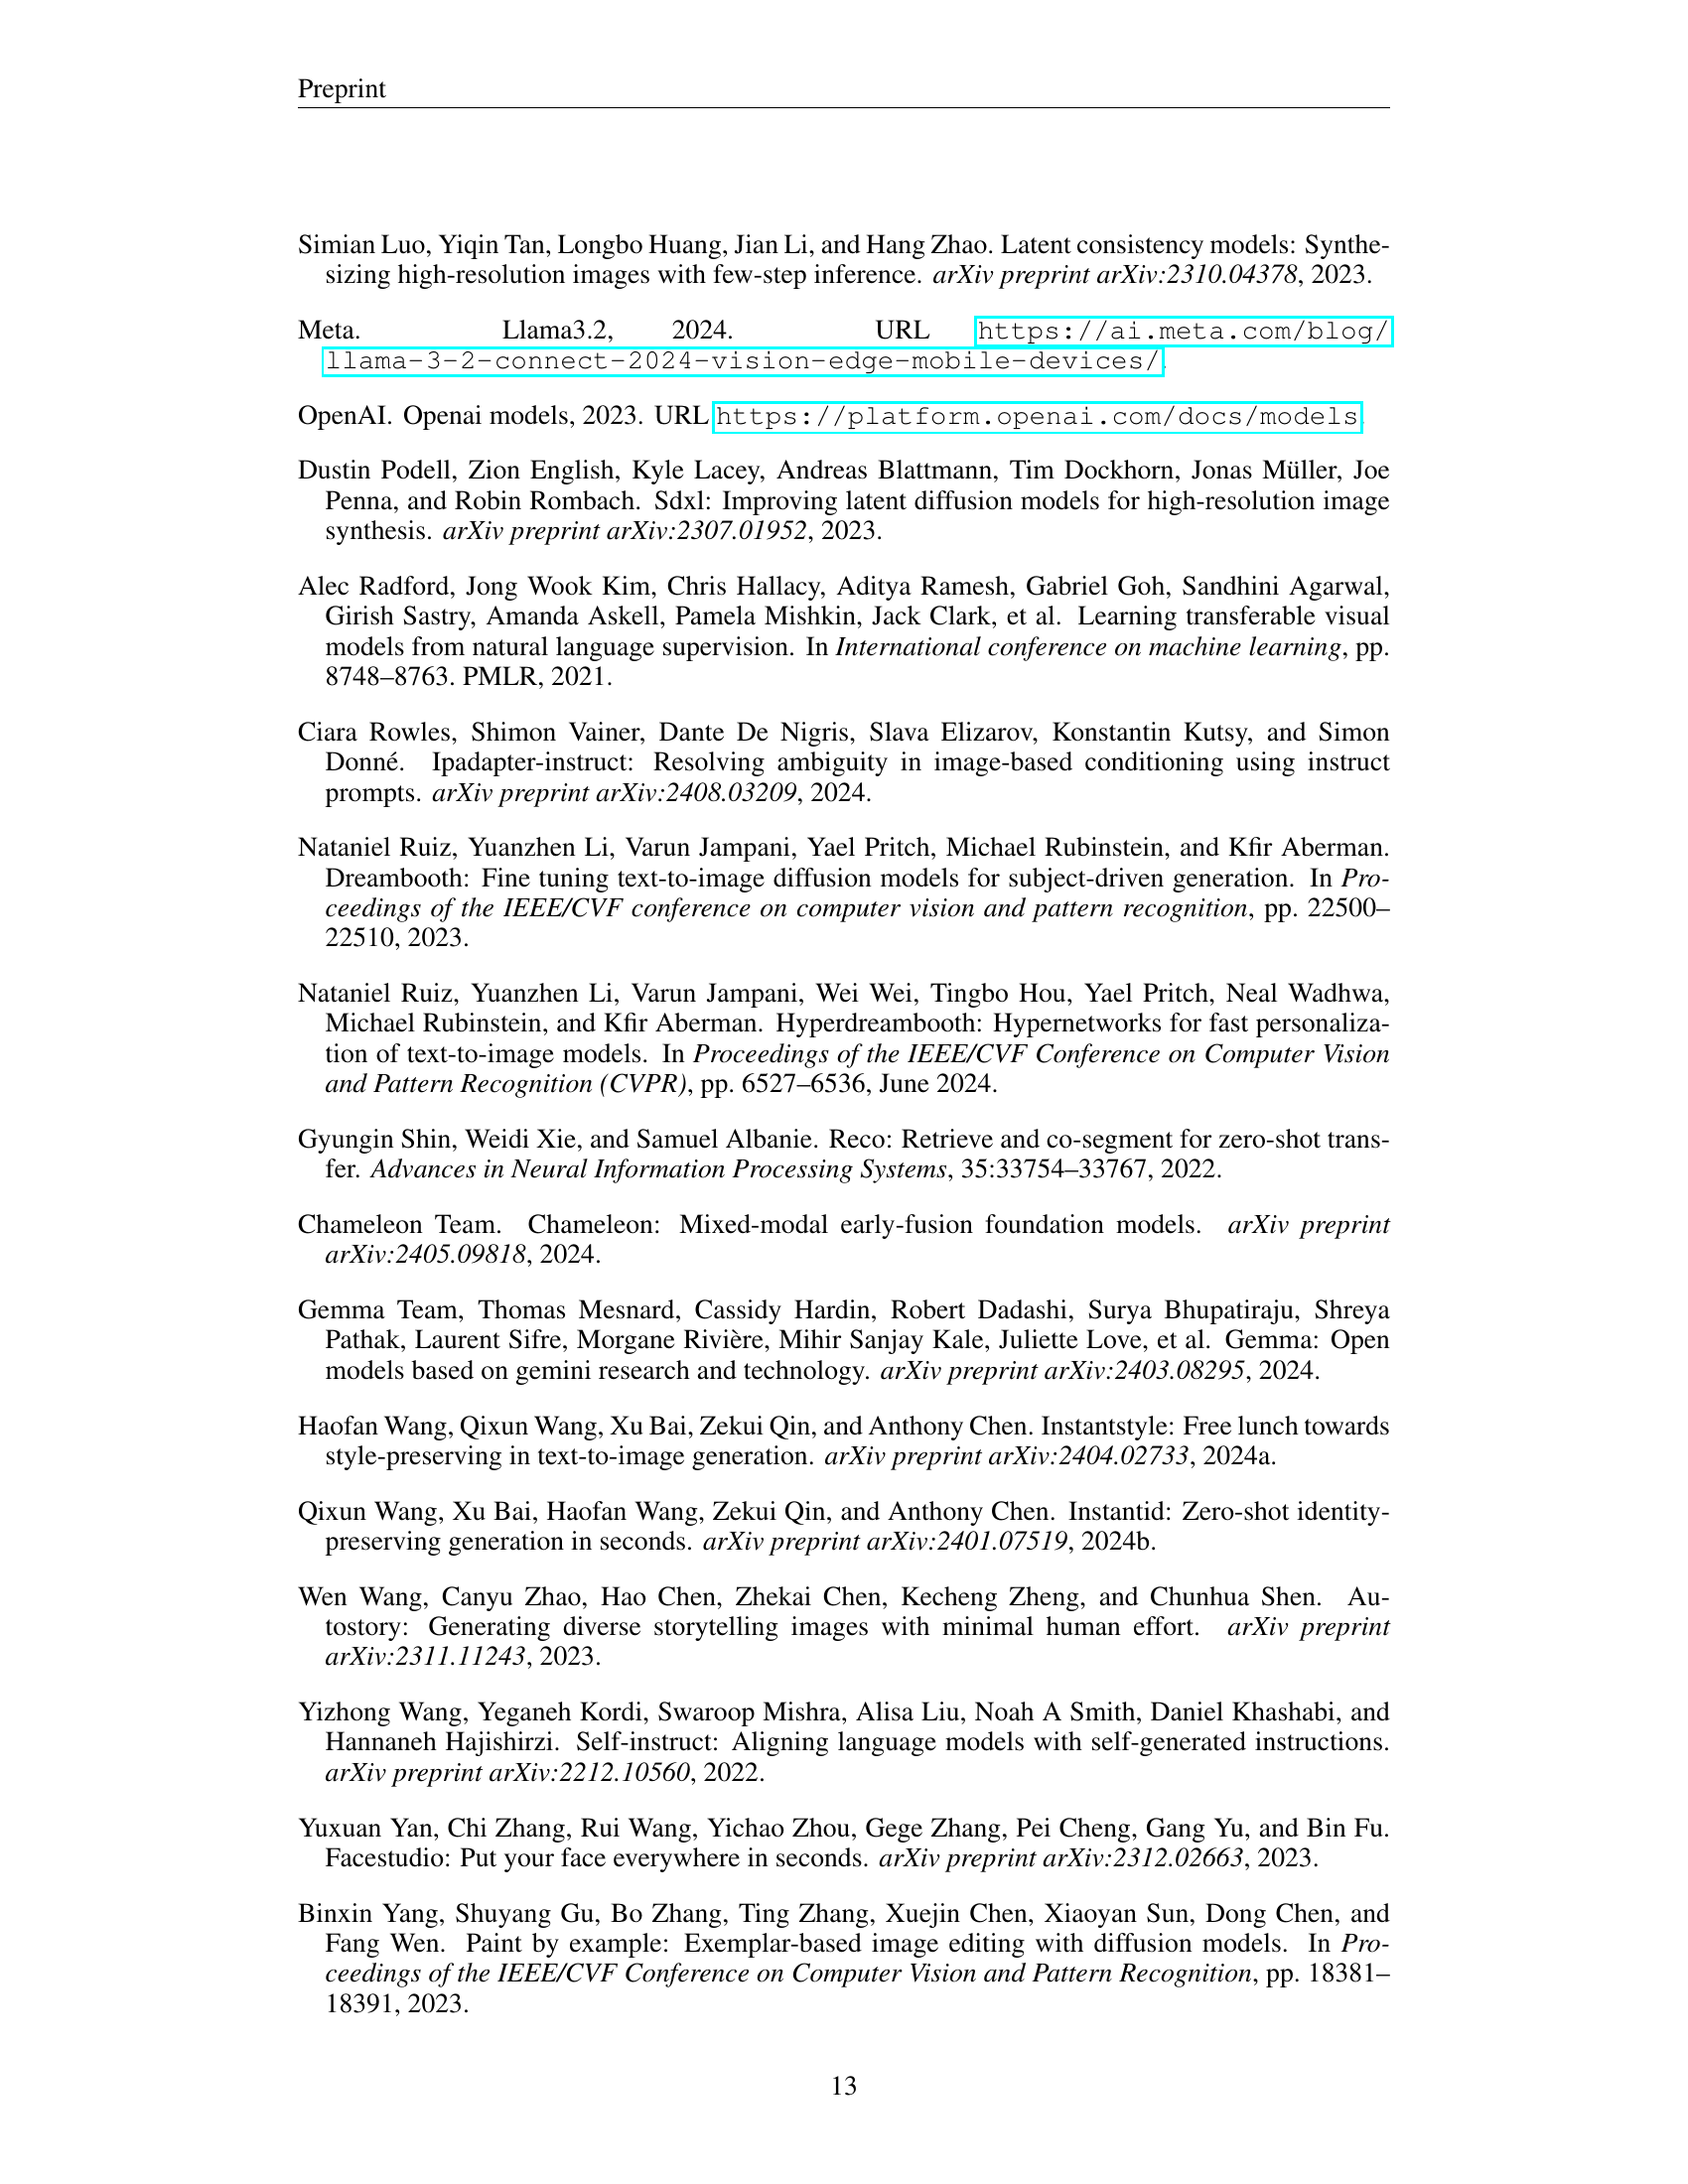 Preprint
Simian Luo, Yiqin Tan, Longbo Huang, Jian Li, and Hang Zhao. Latent consistency models: Synthe-
sizing high-resolution images with few-step inference. arXiv preprint arXiv:2310.04378, 2023.
Meta. Llama3.2, 2024. URL https://ai.meta.com/blog/
llama-3-2-connect-2024-vision-edge-mobile-devices/.
OpenAI. Openai models, 2023. URL https://platform.openai.com/docs/models.
Dustin Podell, Zion English, Kyle Lacey, Andreas Blattmann, Tim Dockhorn, Jonas Müller, Joe
Penna, and Robin Rombach. Sdxl: Improving latent diffusion models for high-resolution image
synthesis. arXiv preprint arXiv:2307.01952, 2023.
Alec Radford, Jong Wook Kim, Chris Hallacy, Aditya Ramesh, Gabriel Goh, Sandhini Agarwal,
Girish Sastry, Amanda Askell, Pamela Mishkin, Jack Clark, et al. Learning transferable visual
models from natural language supervision. In International conference on machine learning, pp.
8748–8763. PMLR, 2021.
Ciara Rowles, Shimon Vainer, Dante De Nigris, Slava Elizarov, Konstantin Kutsy, and Simon
Donné. Ipadapter-instruct: Resolving ambiguity in image-based conditioning using instruct
prompts. arXiv preprint arXiv:2408.03209, 2024.
Nataniel Ruiz, Yuanzhen Li, Varun Jampani, Yael Pritch, Michael Rubinstein, and Kfir Aberman.
Dreambooth: Fine tuning text-to-image diffusion models for subject-driven generation. In Pro-
ceedings of the IEEE/CVF conference on computer vision and pattern recognition, pp. 22500–
22510, 2023.
Nataniel Ruiz, Yuanzhen Li, Varun Jampani, Wei Wei, Tingbo Hou, Yael Pritch, Neal Wadhwa,
Michael Rubinstein, and Kfir Aberman. Hyperdreambooth: Hypernetworks for fast personaliza-
tion of text-to-image models. In Proceedings of the IEEE/CVF Conference on Computer Vision
and Pattern Recognition (CVPR), pp. 6527–6536, June 2024.
Gyungin Shin, Weidi Xie, and Samuel Albanie. Reco: Retrieve and co-segment for zero-shot trans-
fer. Advances in Neural Information Processing Systems, 35:33754–33767, 2022.
Chameleon Team. Chameleon: Mixed-modal early-fusion foundation models. arXiv preprint
arXiv:2405.09818, 2024.
Gemma Team, Thomas Mesnard, Cassidy Hardin, Robert Dadashi, Surya Bhupatiraju, Shreya
Pathak, Laurent Sifre, Morgane Rivière, Mihir Sanjay Kale, Juliette Love, et al. Gemma: Open
models based on gemini research and technology. arXiv preprint arXiv:2403.08295, 2024.
Haofan Wang, Qixun Wang, Xu Bai, Zekui Qin, and Anthony Chen. Instantstyle: Free lunch towards
style-preserving in text-to-image generation. arXiv preprint arXiv:2404.02733, 2024a.
Qixun Wang, Xu Bai, Haofan Wang, Zekui Qin, and Anthony Chen. Instantid: Zero-shot identity-
preserving generation in seconds. arXiv preprint arXiv:2401.07519, 2024b.
Wen Wang, Canyu Zhao, Hao Chen, Zhekai Chen, Kecheng Zheng, and Chunhua Shen. Au-
tostory: Generating diverse storytelling images with minimal human effort. arXiv preprint
arXiv:2311.11243, 2023.
Yizhong Wang, Yeganeh Kordi, Swaroop Mishra, Alisa Liu, Noah A Smith, Daniel Khashabi, and
Hannaneh Hajishirzi. Self-instruct: Aligning language models with self-generated instructions.
arXiv preprint arXiv:2212.10560, 2022.
Yuxuan Yan, Chi Zhang, Rui Wang, Yichao Zhou, Gege Zhang, Pei Cheng, Gang Yu, and Bin Fu.
Facestudio: Put your face everywhere in seconds. arXiv preprint arXiv:2312.02663, 2023.
Binxin Yang, Shuyang Gu, Bo Zhang, Ting Zhang, Xuejin Chen, Xiaoyan Sun, Dong Chen, and
Fang Wen. Paint by example: Exemplar-based image editing with diffusion models. In Pro-
ceedings of the IEEE/CVF Conference on Computer Vision and Pattern Recognition, pp. 18381–
18391, 2023.
13